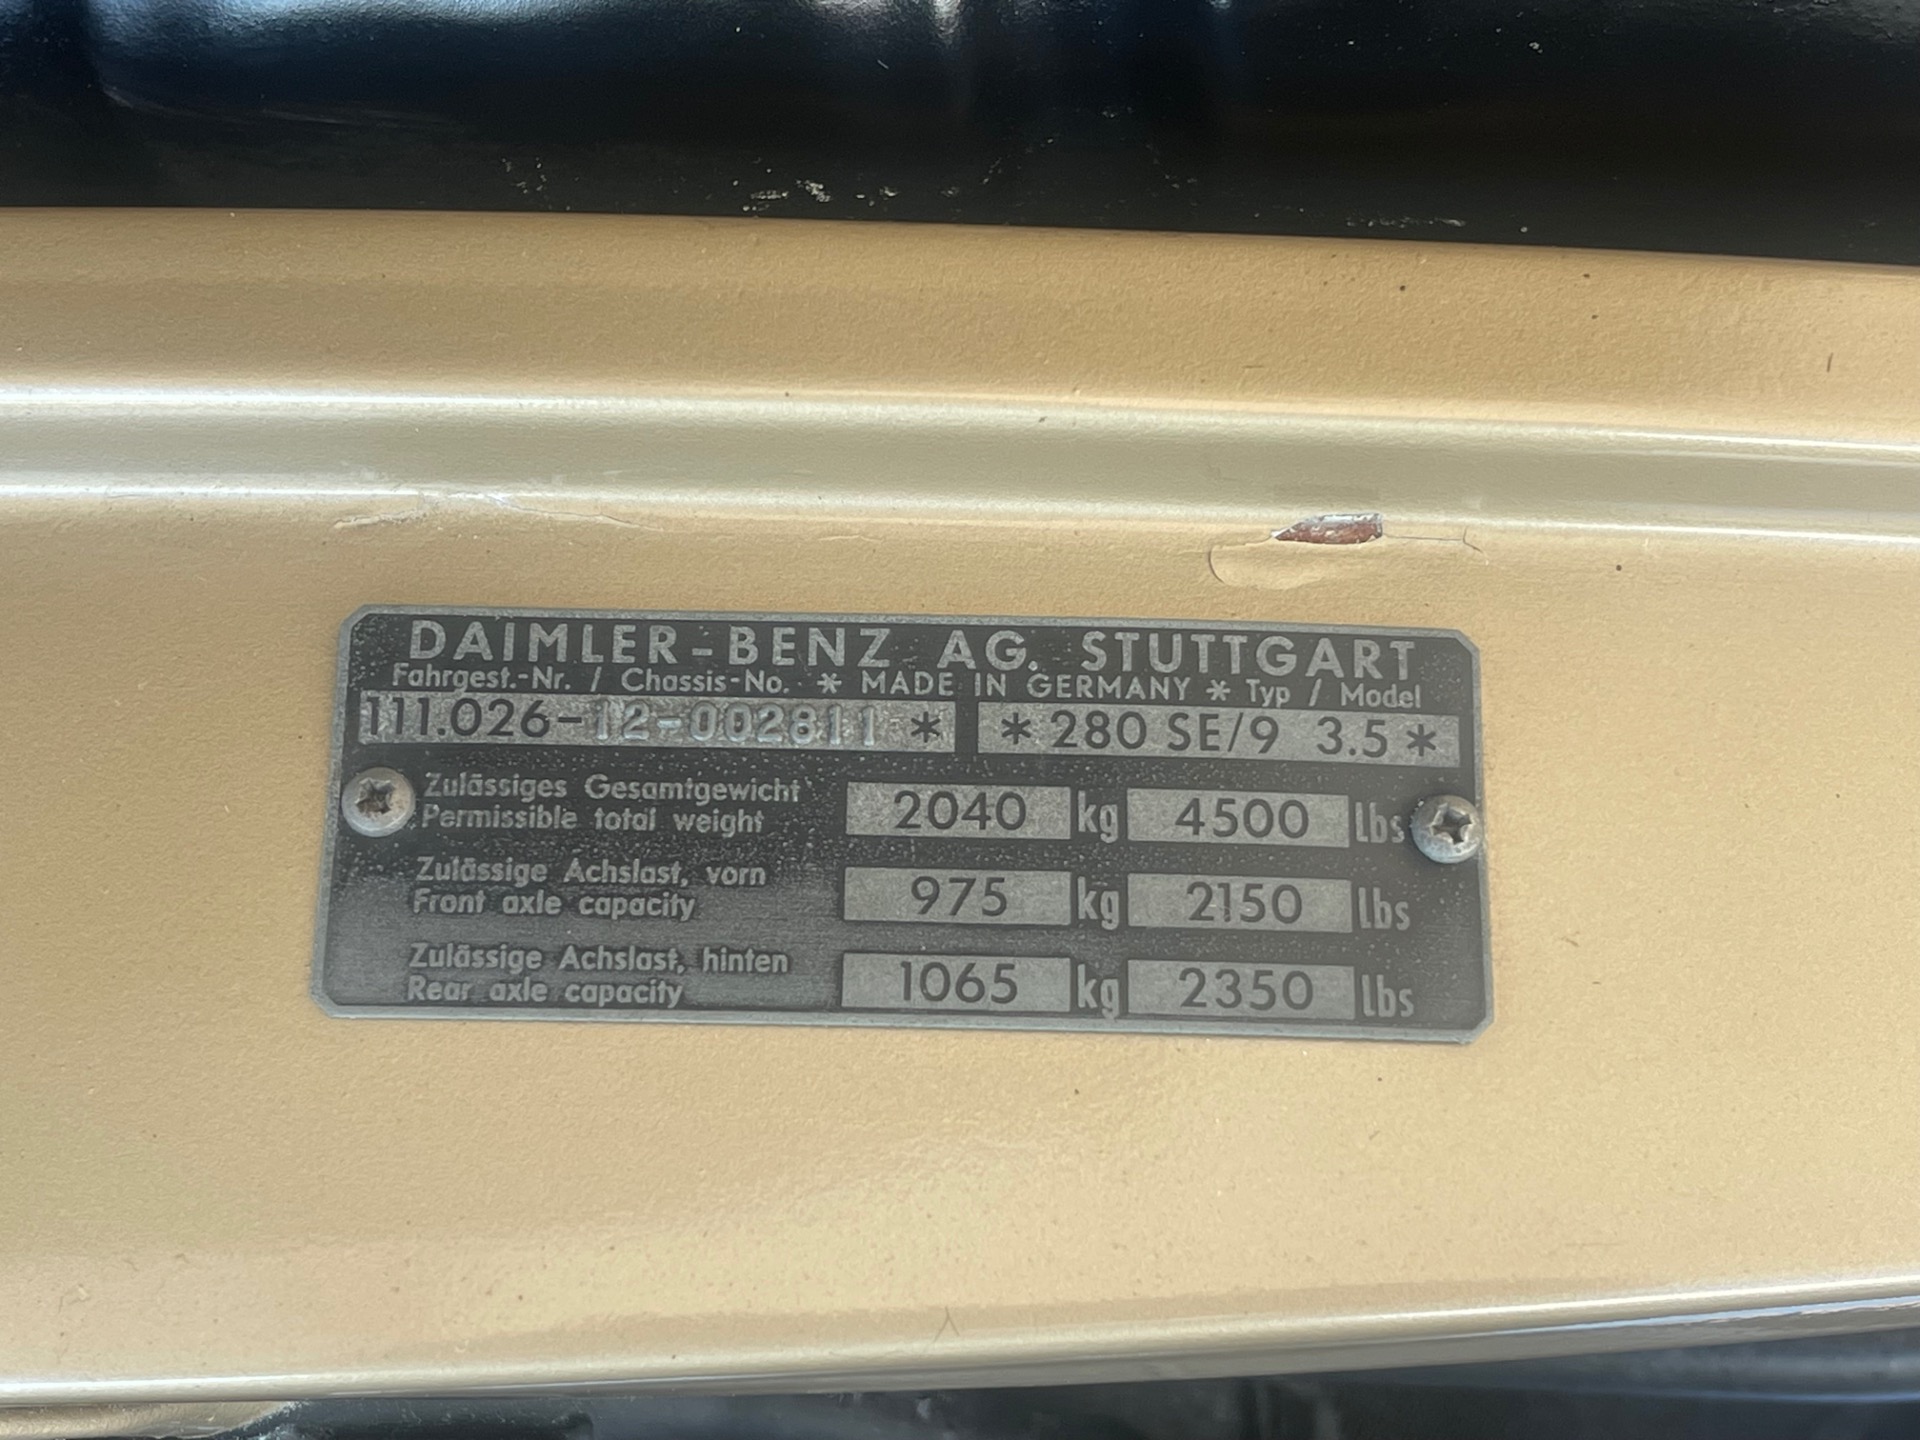 DAIMLER-BENZ AG. STUTTGART
Fahrgest.-Nr. / Chassis-No. * MADE IN GERMANY * Typ / Model
111.026-12-002811 * * 280 SE/9 3.5 *
Zulässiges Gesamtgewicht
Permissible total weight 2040 kg 4500 lbs
Zulässige Achslast, vorn
Front axle capacity 975 kg 2150 lbs
Zulässige Achslast, hinten
Rear axle capacity 1065 kg 2350 lbs